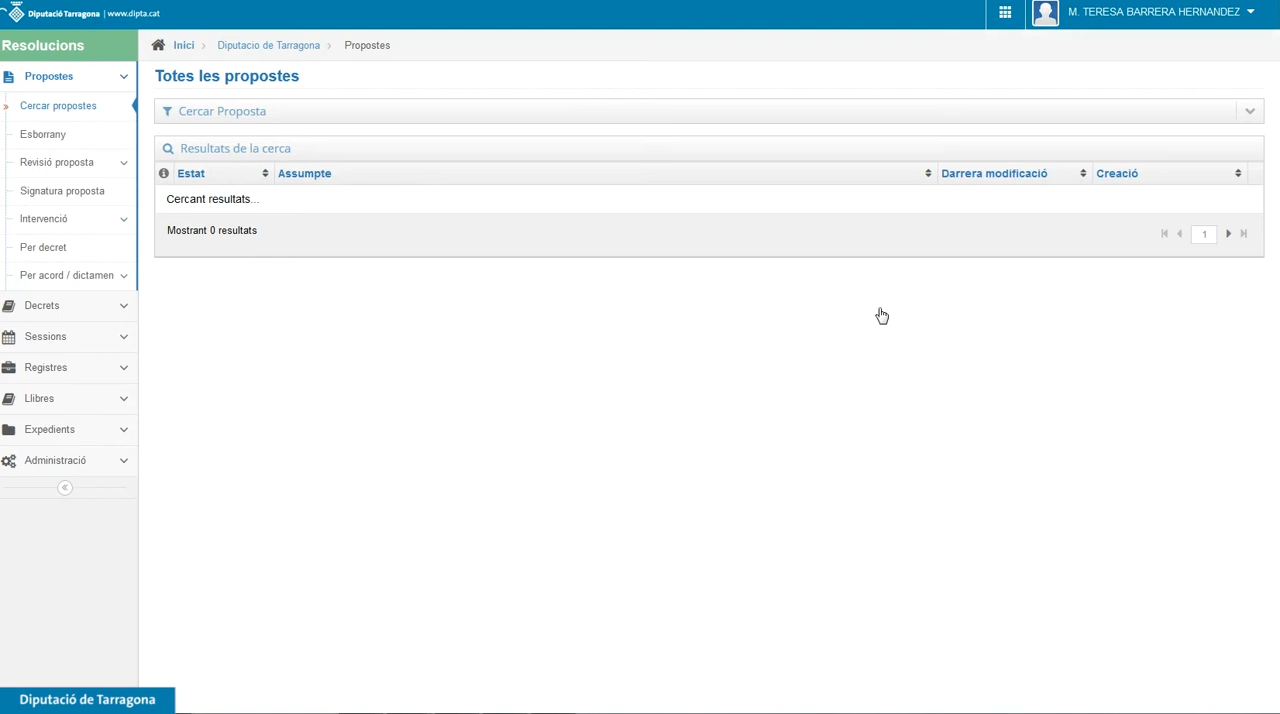 Diputació Tarragona | www.dipta.cat
M. TERESA BARRERA HERNANDEZ
Resolucions
Inici
Diputacio de Tarragona
Propostes
Propostes
Cercar propostes
Esborrany
Revisió proposta
Signatura proposta
Intervenció
Per decret
Per acord / dictamen
Decrets
Sessions
Registres
Llibres
Expedients
Administració
Totes les propostes
Cercar Proposta
Resultats de la cerca
Estat Assumpte Darrera modificació Creació
Cercant resultats...
Mostrant 0 resultats
1
Diputació de Tarragona